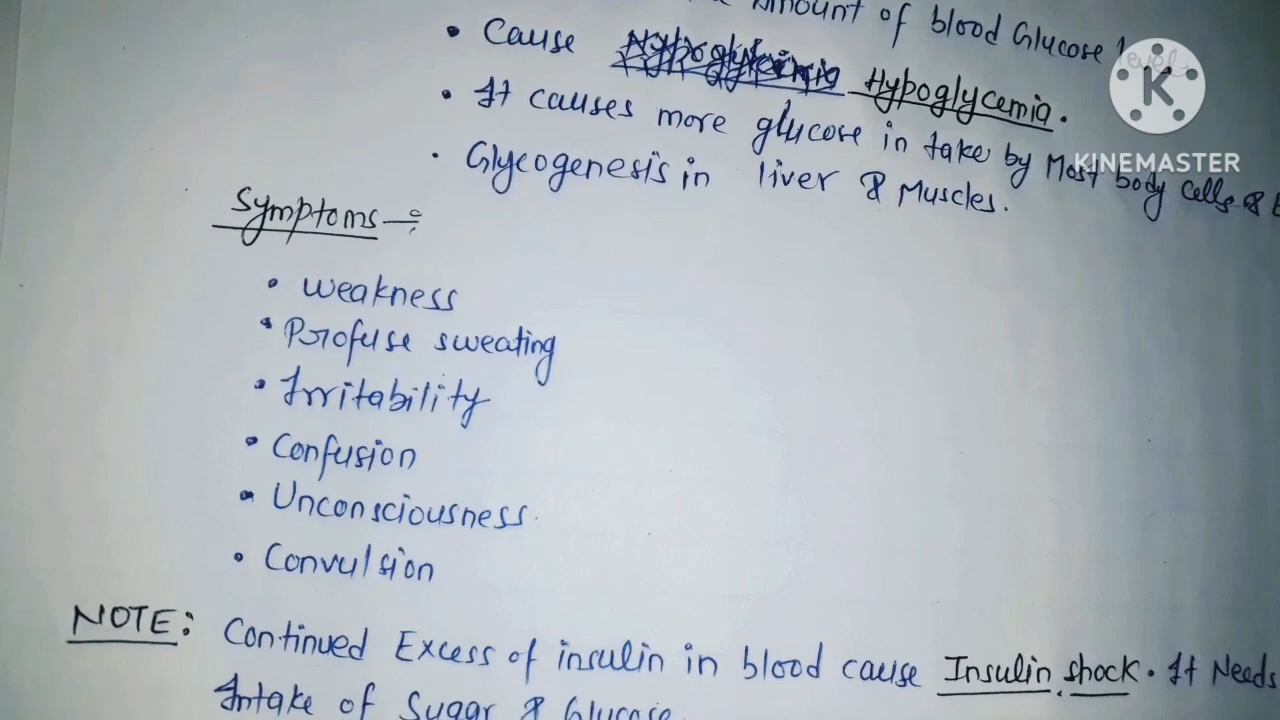 Amount of blood Glucose level.
• Cause Hypoglycemia.
• It causes more glucose in take by Most body cells &
• Glycogenesis in liver & Muscles.
KINEMASTER
Symptoms -:
• Weakness
• Profuse sweating
• Irritability
• Confusion
• Unconsciousness.
• Convulsion
NOTE: Continued Excess of insulin in blood cause Insulin shock. It Needs
Intake of Sugar & Glucose